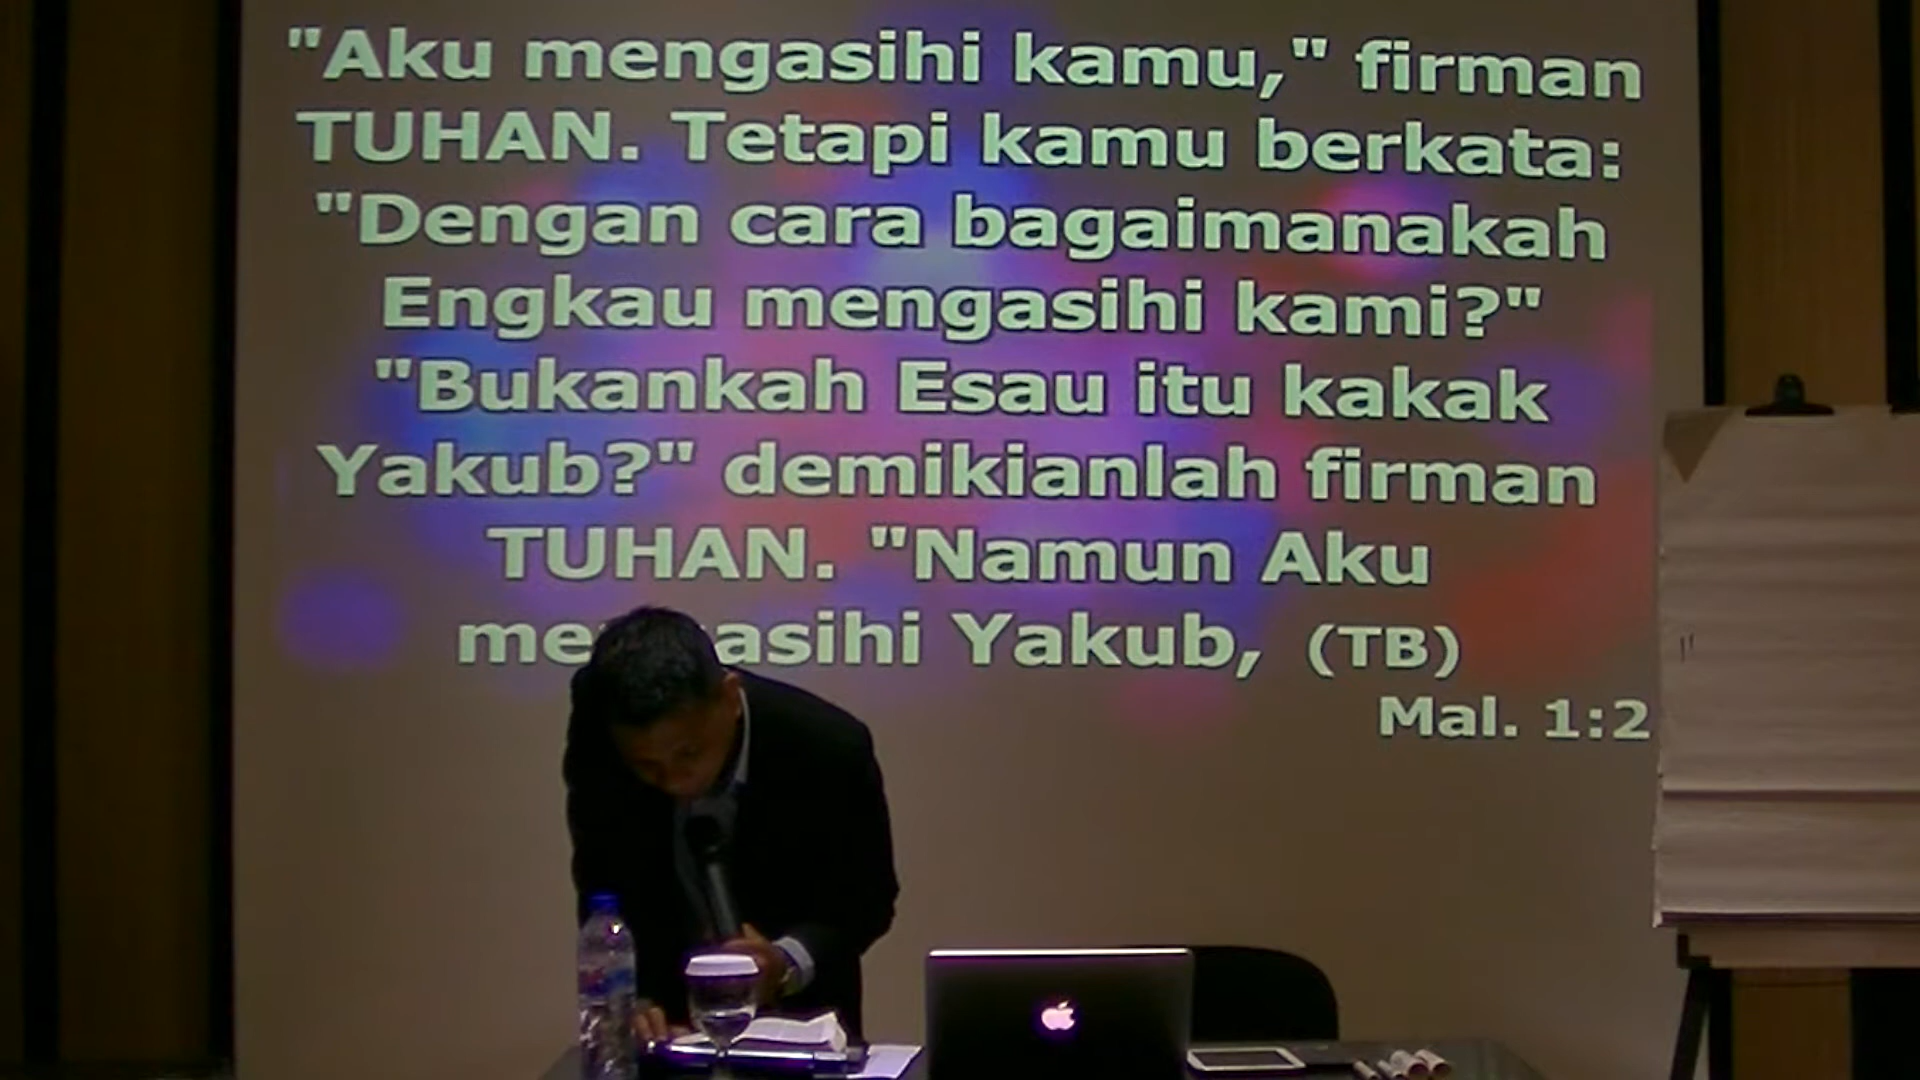 "Aku mengasihi kamu," firman
TUHAN. Tetapi kamu berkata:
"Dengan cara bagaimanakah
Engkau mengasihi kami?"
"Bukankah Esau itu kakak
Yakub?" demikianlah firman
TUHAN. "Namun Aku
Yakub, (TB)
Mal. 1:2